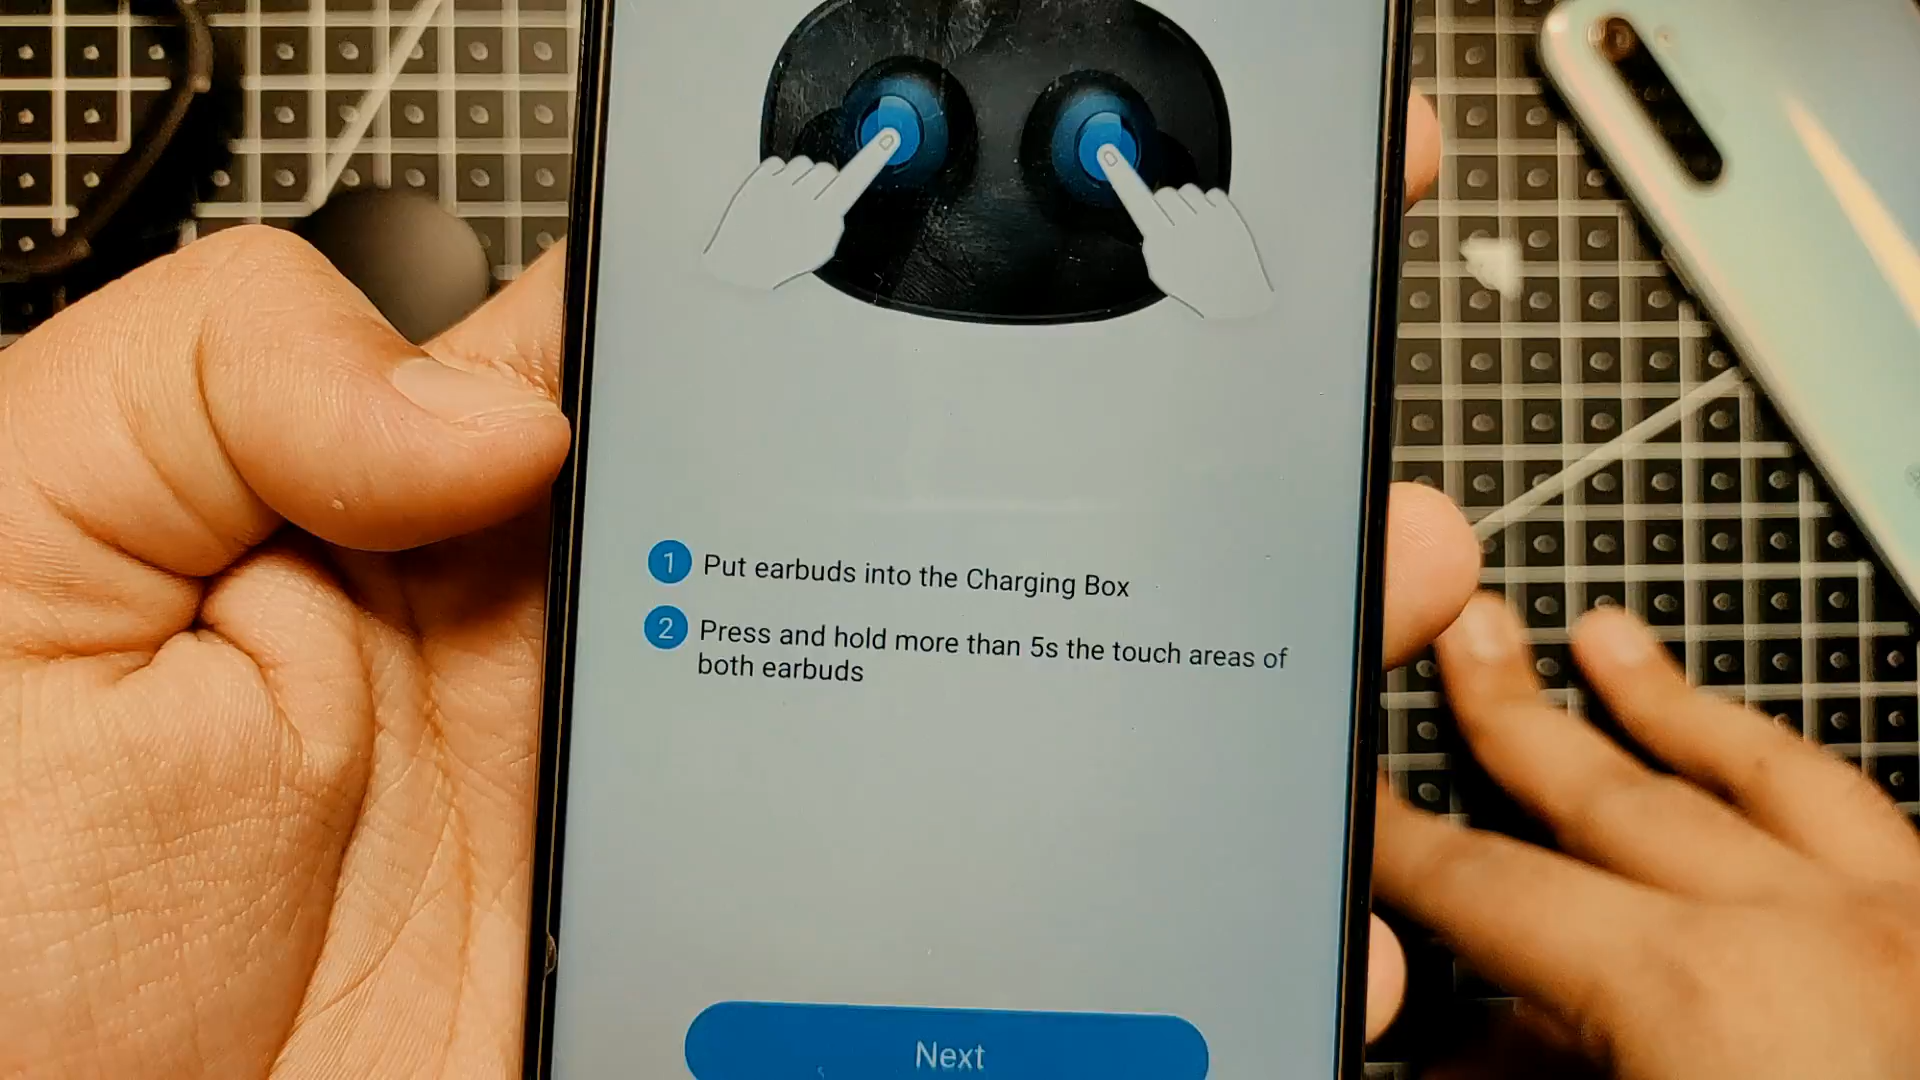 1 Put earbuds into the Charging Box
2 Press and hold more than 5s the touch areas of
both earbuds
Next